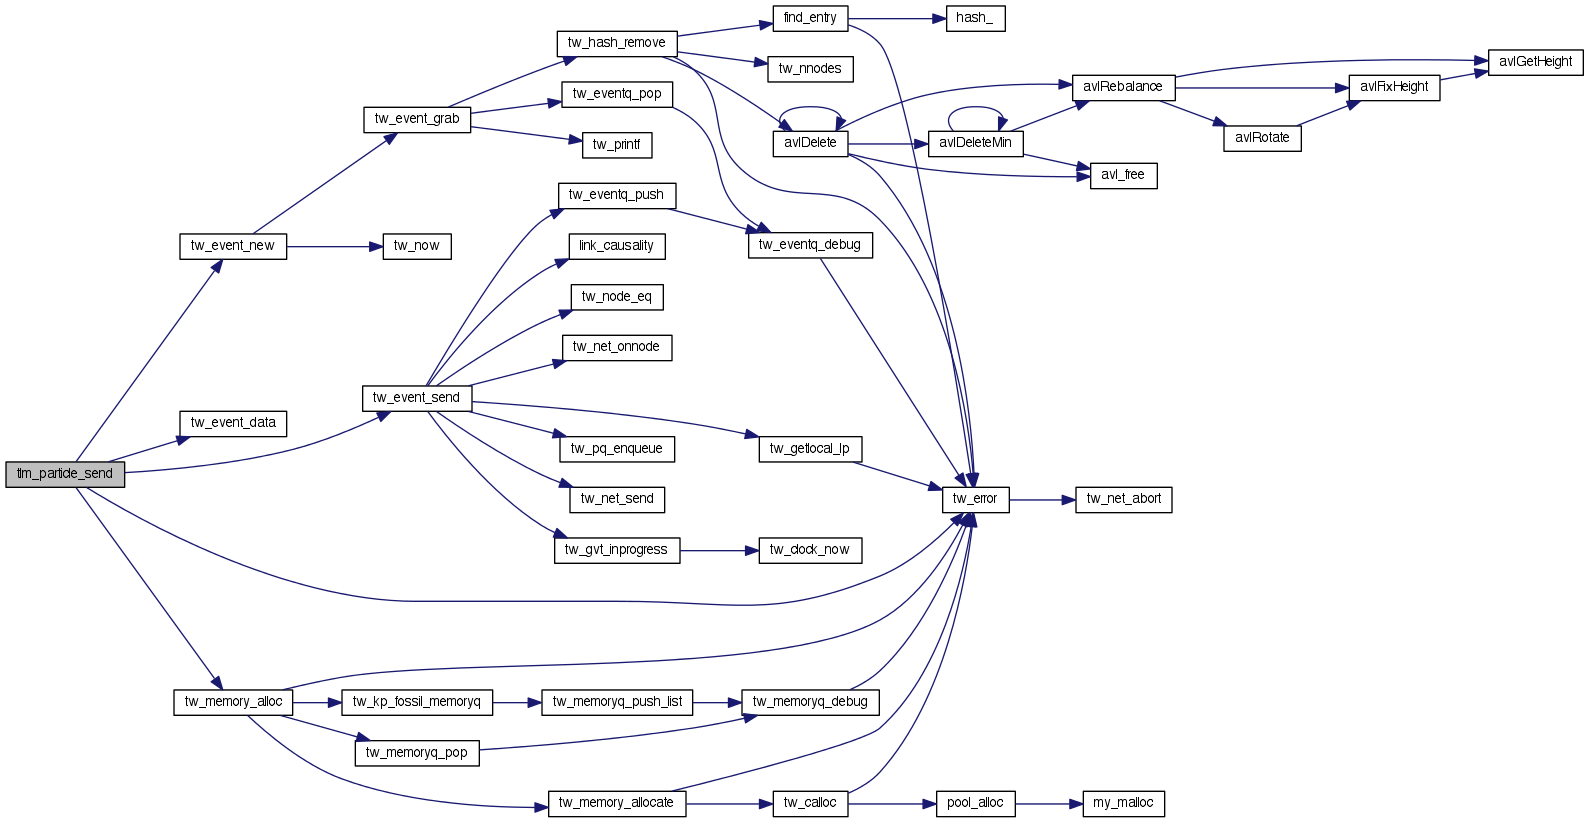 find_entry
hash_
tw_hash_remove
avlGetHeight
tw_nnodes
avlRebalance
avlFixHeight
tw_eventq_pop
tw_event_grab
avlRotate
tw_printf
avlDelete
avlDeleteMin
avl_free
tw_eventq_push
tw_event_new
tw_now
link_causality
tw_eventq_debug
tw_node_eq
tw_net_onnode
tw_event_send
tw_event_data
tw_pq_enqueue
tw_getlocal_lp
tlm_particle_send
tw_net_send
tw_error
tw_net_abort
tw_gvt_inprogress
tw_clock_now
tw_memory_alloc
tw_kp_fossil_memoryq
tw_memoryq_push_list
tw_memoryq_debug
tw_memoryq_pop
tw_memory_allocate
tw_calloc
pool_alloc
my_malloc